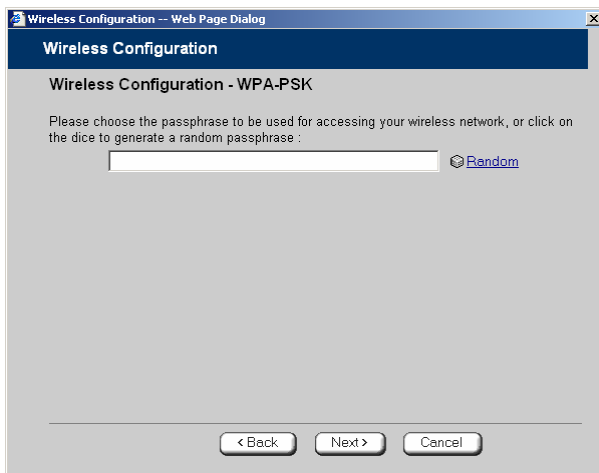 Wireless Configuration -- Web Page Dialog
Wireless Configuration
Wireless Configuration - WPA-PSK
Please choose the passphrase to be used for accessing your wireless network, or click on
the dice to generate a random passphrase :
Random
< Back Next > Cancel